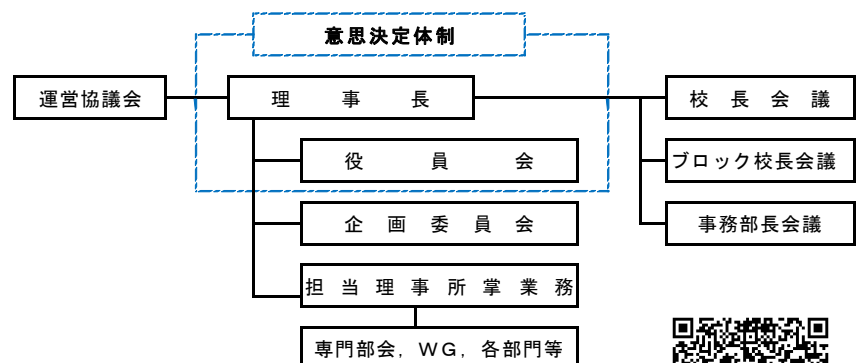 意思決定体制
運営協議会
理事長
校長会議
役員会
ブロック校長会議
企画委員会
事務部長会議
担当理事所掌業務
専門部会，ＷＧ，各部門等